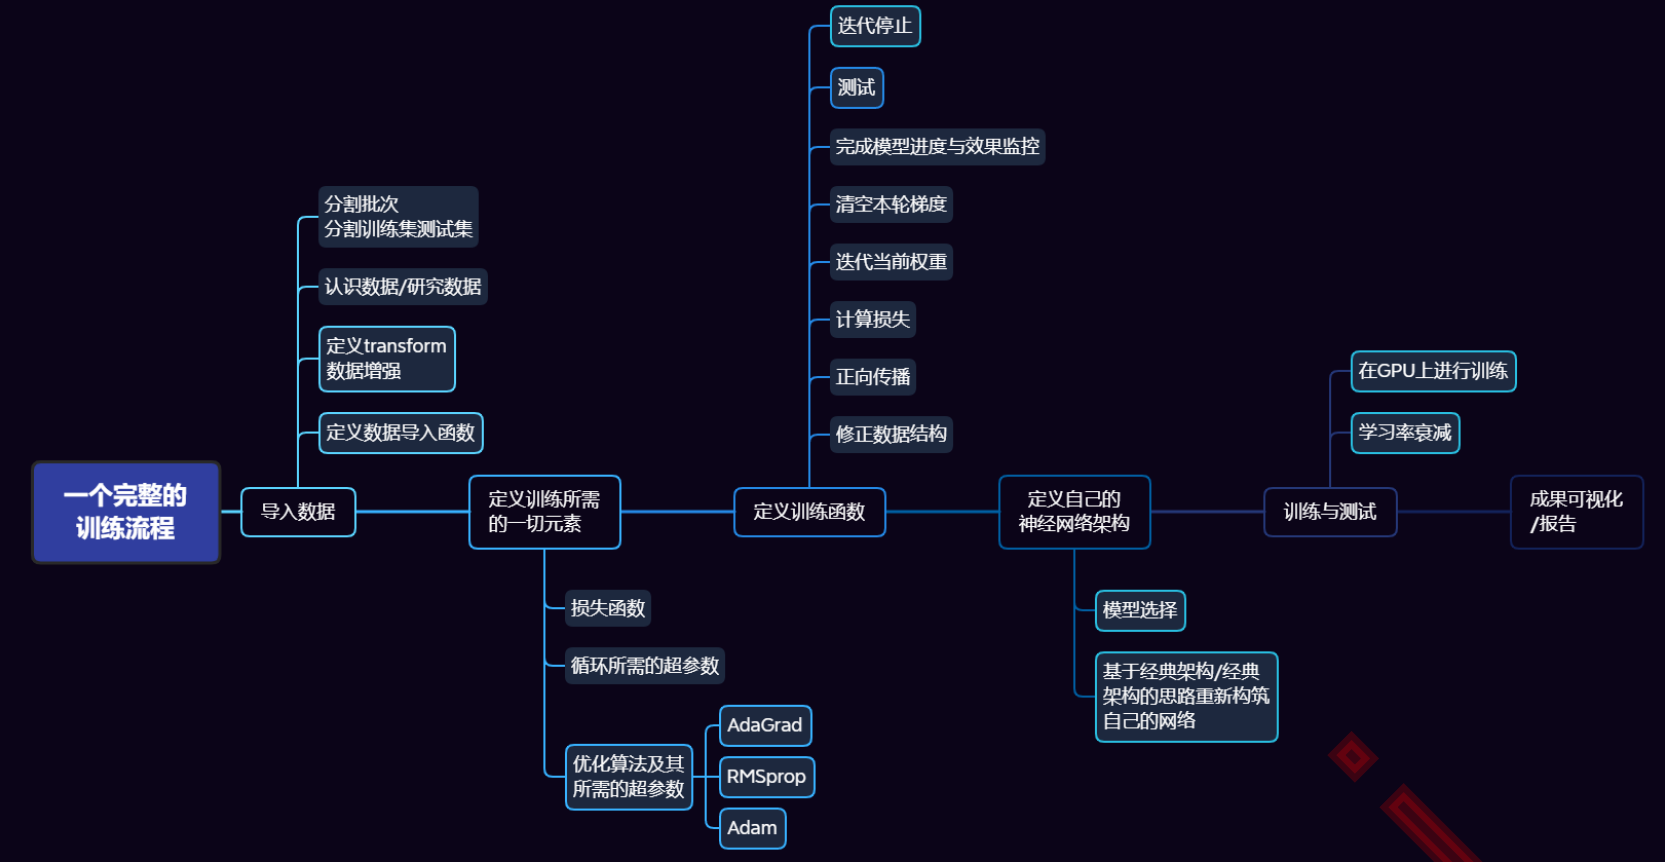 一个完整的
训练流程
导入数据
分割批次
分割训练集测试集
认识数据/研究数据
定义transform
数据增强
定义数据导入函数
定义训练所需
的一切元素
损失函数
循环所需的超参数
优化算法及其
所需的超参数
AdaGrad
RMSprop
Adam
定义训练函数
迭代停止
测试
完成模型进度与效果监控
清空本轮梯度
迭代当前权重
计算损失
正向传播
修正数据结构
定义自己的
神经网络架构
模型选择
基于经典架构/经典
架构的思路重新构筑
自己的网络
训练与测试
在GPU上进行训练
学习率衰减
成果可视化
/报告